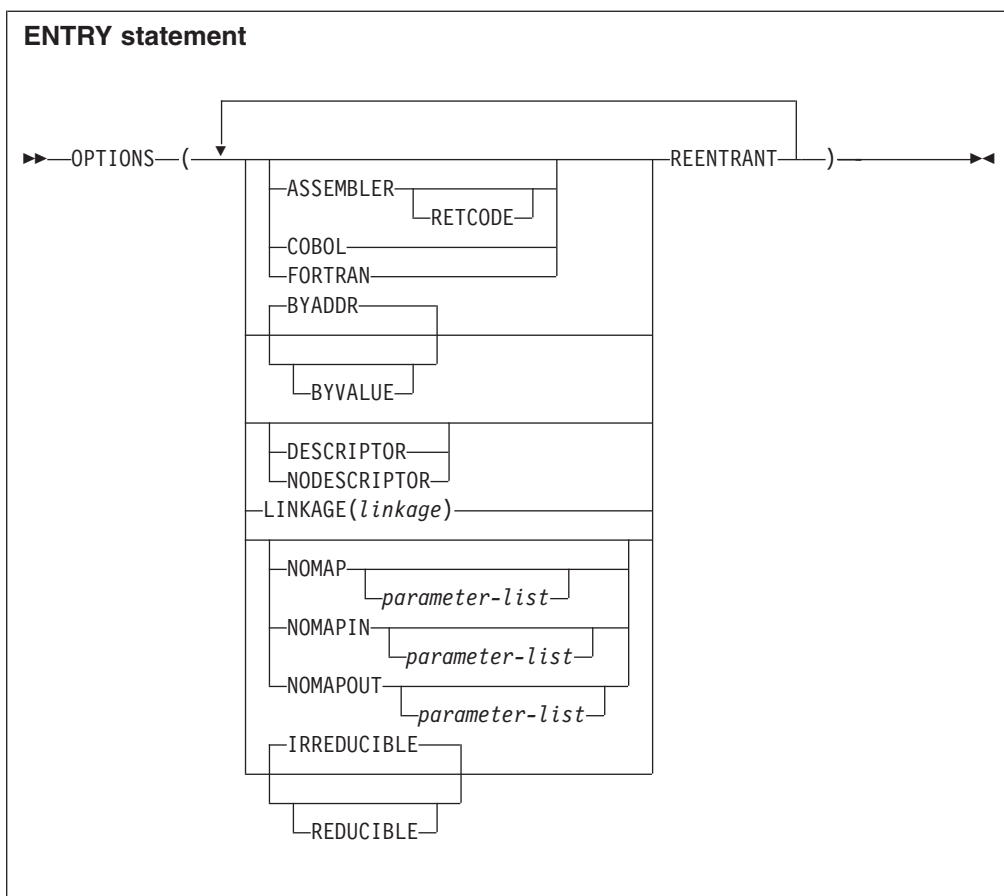 ENTRY statement
OPTIONS ( REENTRANT )
ASSEMBLER
RETCODE
COBOL
FORTRAN
BYADDR
BYVALUE
DESCRIPTOR
NODESCRIPTOR
LINKAGE(linkage)
NOMAP
parameter-list
NOMAPIN
parameter-list
NOMAPOUT
parameter-list
IRREDUCIBLE
REDUCIBLE